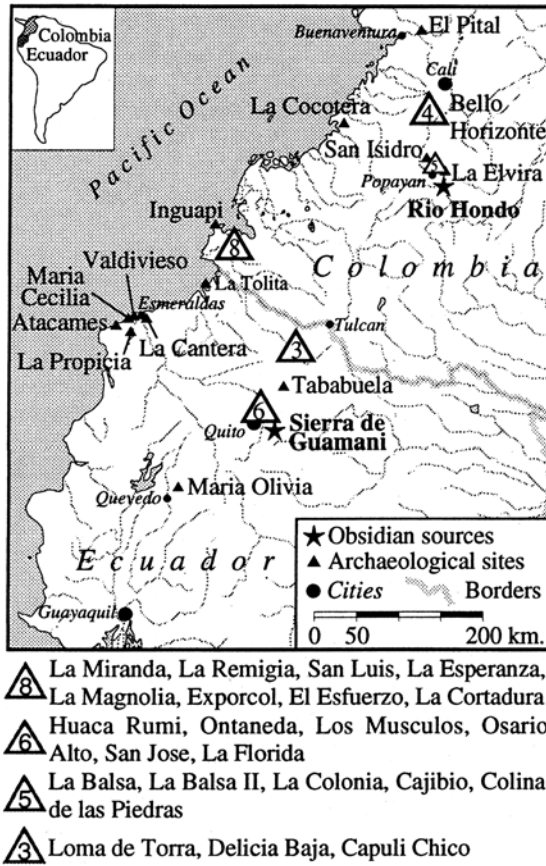 Colombia
Ecuador
Pacific Ocean
Buenaventura
El Pital
Cali
4
Bello
Horizonte
La Cocotera
San Isidro
5
La Elvira
Popayan
Rio Hondo
Inguapi
8
Colombia
Valdivieso
Maria
Cecilia
Esmeraldas
La Tolita
Atacames
La Propicia
La Cantera
Tulcan
3
Tababuela
6
Quito
Sierra de
Guamani
Quevedo
Maria Olivia
Ecuador
Guayaquil
Obsidian sources
Archaeological sites
Cities
Borders
0 50 200 km.
8 La Miranda, La Remigia, San Luis, La Esperanza,
La Magnolia, Exporcol, El Esfuerzo, La Cortadura
6 Huaca Rumi, Ontaneda, Los Musculos, Osario
Alto, San Jose, La Florida
5 La Balsa, La Balsa II, La Colonia, Cajibio, Colina
de las Piedras
3 Loma de Torra, Delicia Baja, Capuli Chico